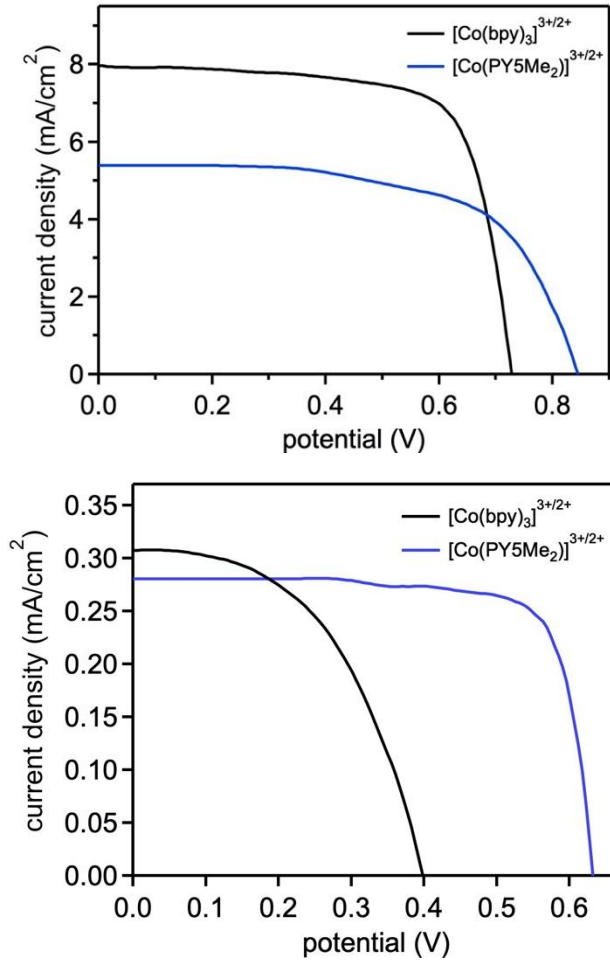 8
6
4
2
0
current density (mA/cm²)
[Co(bpy)₃]³⁺/²⁺
[Co(PY5Me₂)]³⁺/²⁺
0.0 0.2 0.4 0.6 0.8
potential (V)
0.35
0.30
0.25
0.20
0.15
0.10
0.05
0.00
current density (mA/cm²)
[Co(bpy)₃]³⁺/²⁺
[Co(PY5Me₂)]³⁺/²⁺
0.0 0.1 0.2 0.3 0.4 0.5 0.6
potential (V)